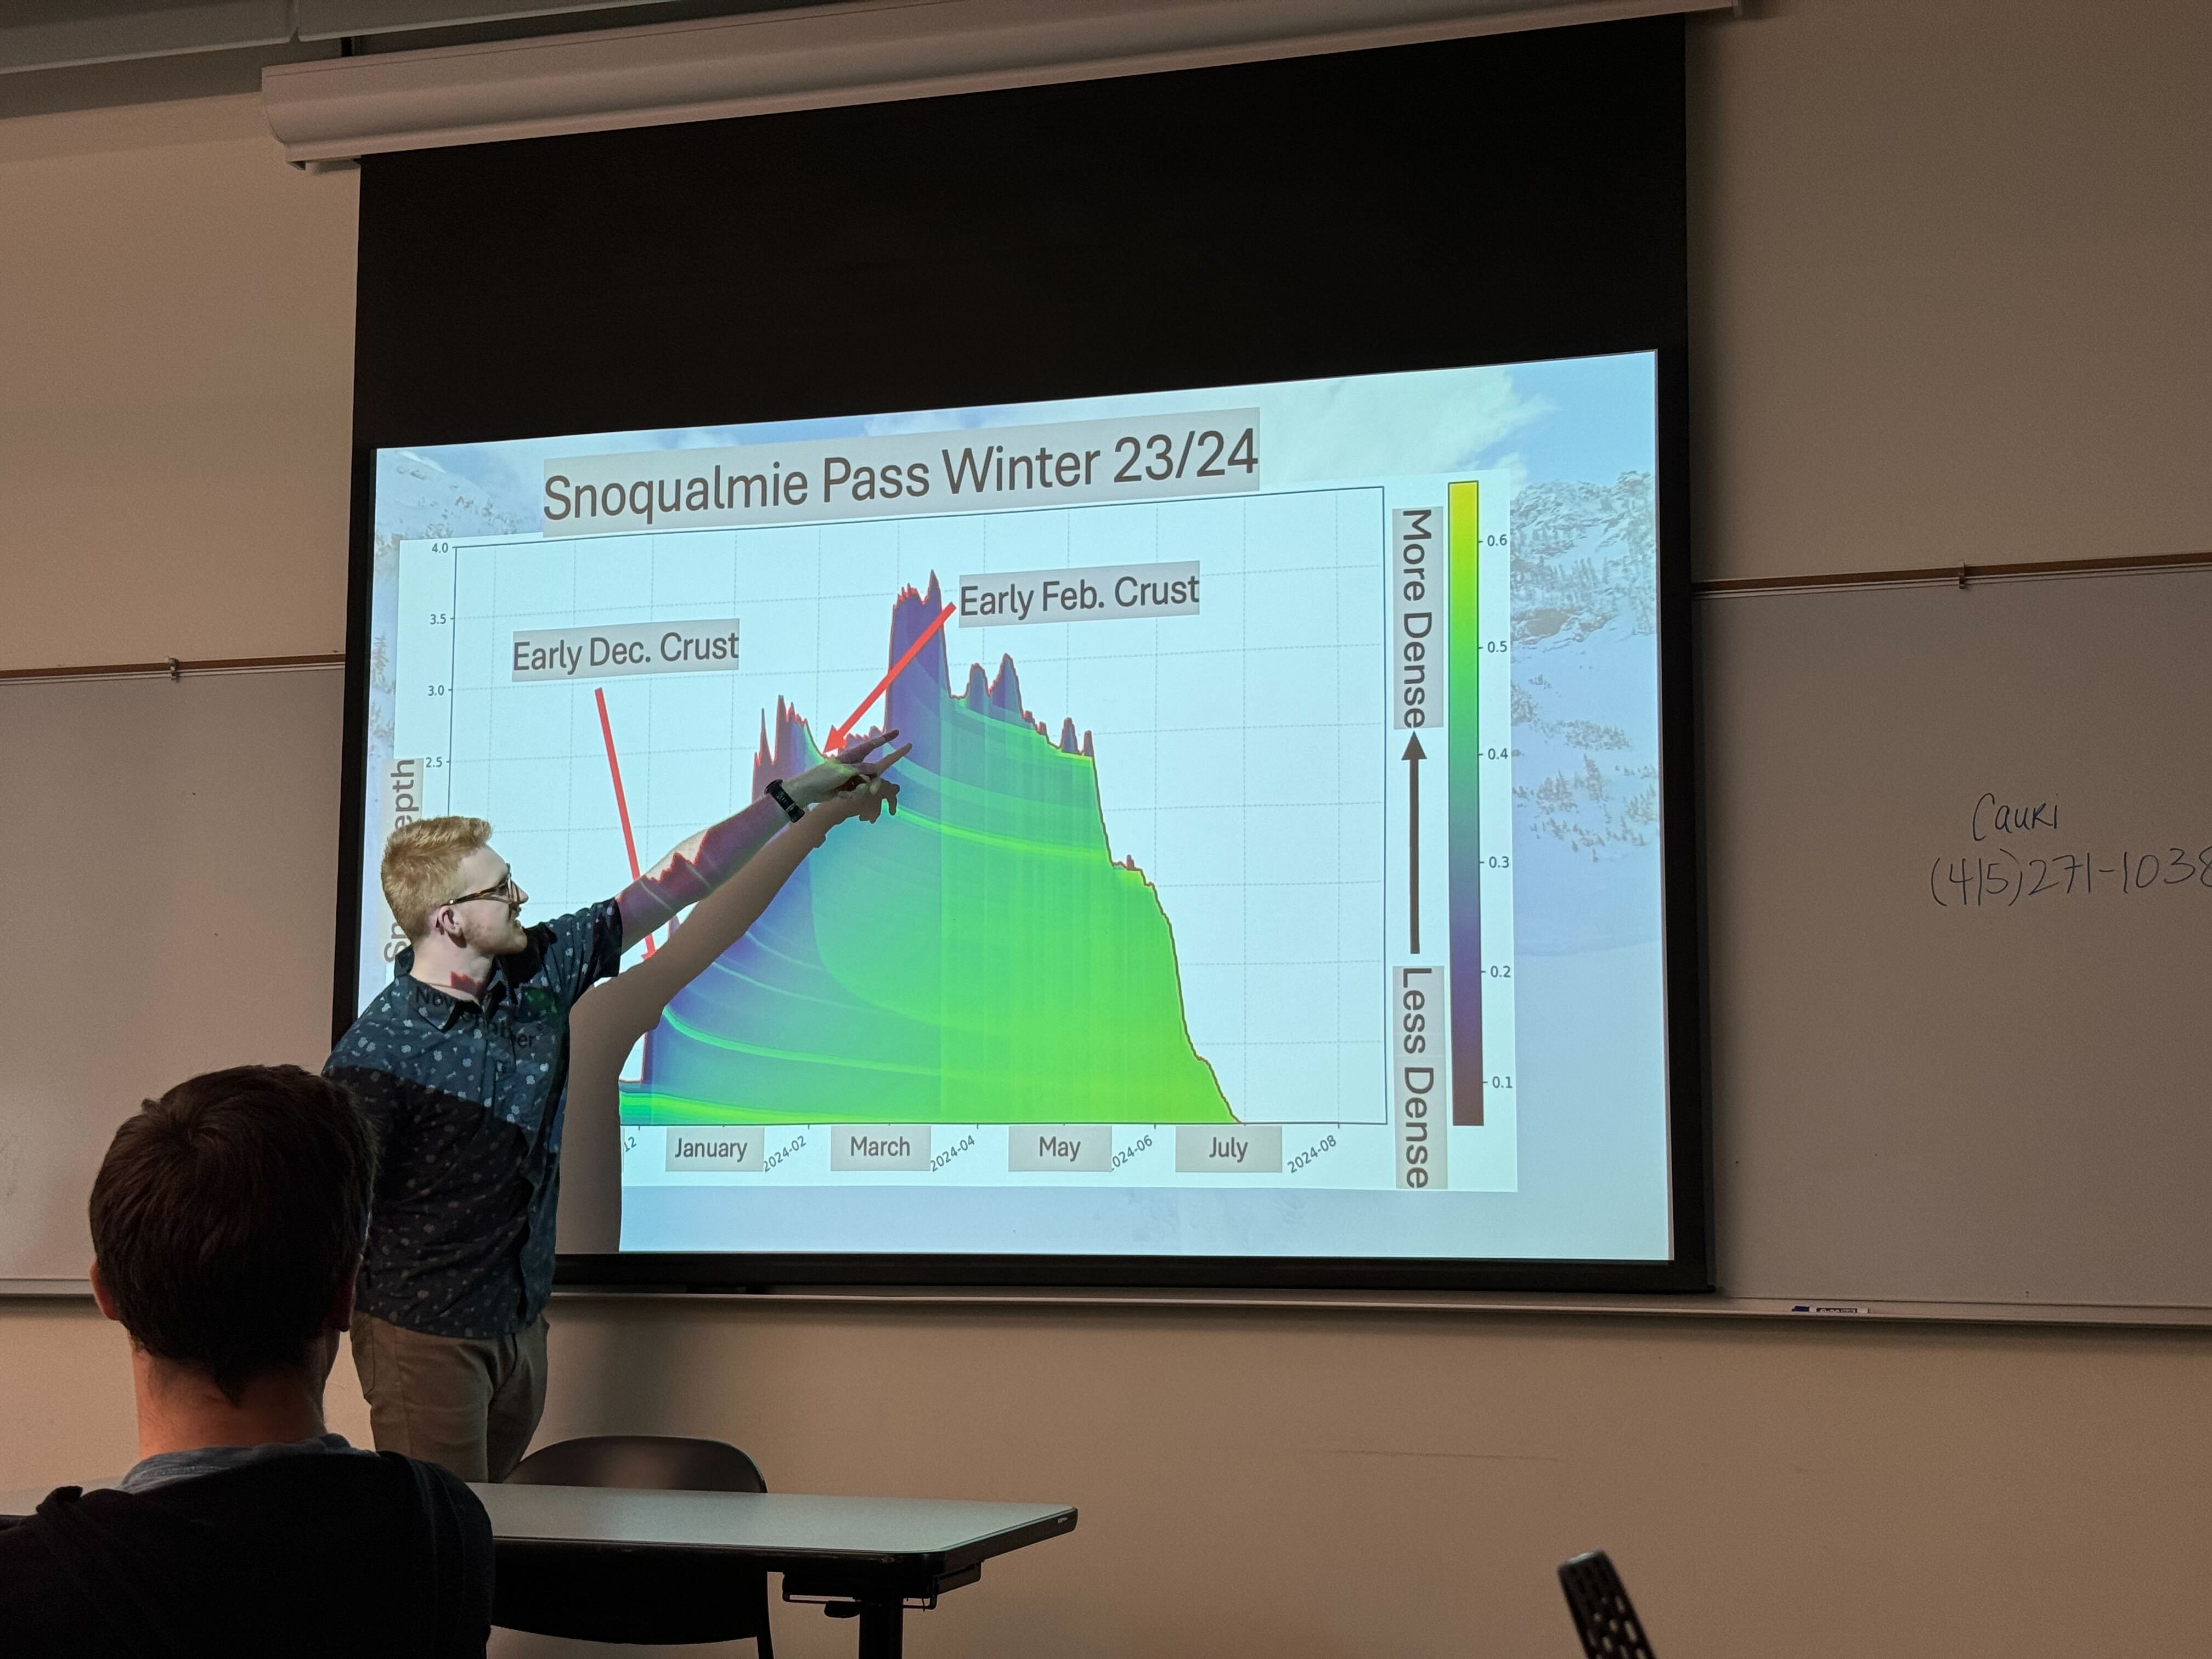 Snoqualmie Pass Winter 23/24
4.0
3.5
3.0
2.5
Early Dec. Crust
Early Feb. Crust
More Dense
Less Dense
0.6
0.5
0.4
0.3
0.2
0.1
12
January
2024-02
March
2024-04
May
2024-06
July
2024-08
Cauki
(415)271-1038